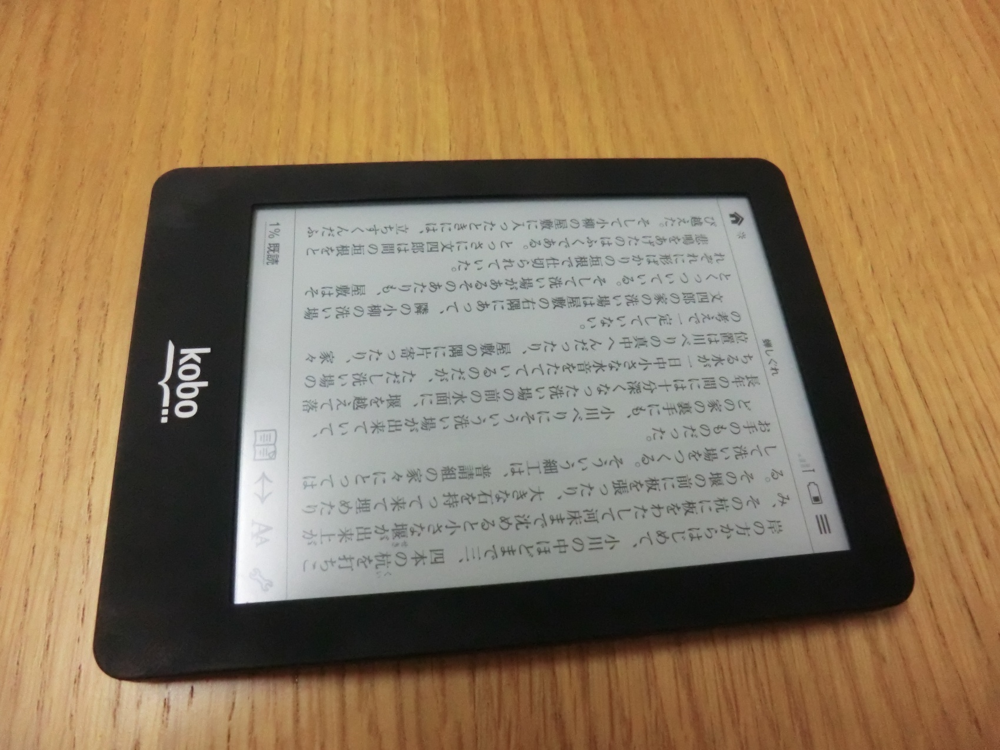 蝉しぐれ
岸の方からはじめて、小川の中ほどまで三、四本の杭を打ちこ
くい
み、その杭に板をわたして河床まで沈めると小さな堰が出来上が
せき
る。その堰の前に板を張ったり、大きな石を持って来て埋めたり
して洗い場をつくる。そういう細工は、普請組の家々にとっては
お手のものだった。
どの家の裏手にも、小川べりにそういう洗い場が出来ていて、
長年の間には十分深くなった洗い場の前の水面に、堰を越えて落
ちる水が一日中小さな水音をたてているのだが、ただし洗い場の
位置は川べりの真中へんだったり、屋敷の隅に片寄ったり、家々
の考えで一定していない。
文四郎の家の洗い場は屋敷の右隅にあって、隣の小柳の洗い場
とくっついている。そして洗い場があるそのあたりも、屋敷はそ
れぞれに形ばかりの垣根で仕切られていた。
悲鳴をあげたのはふくである。とっさに文四郎は間の垣根をと
び越えた。そして小柳の屋敷に入ったときには、立ちすくんだふ
1% 既読
AA
kobo